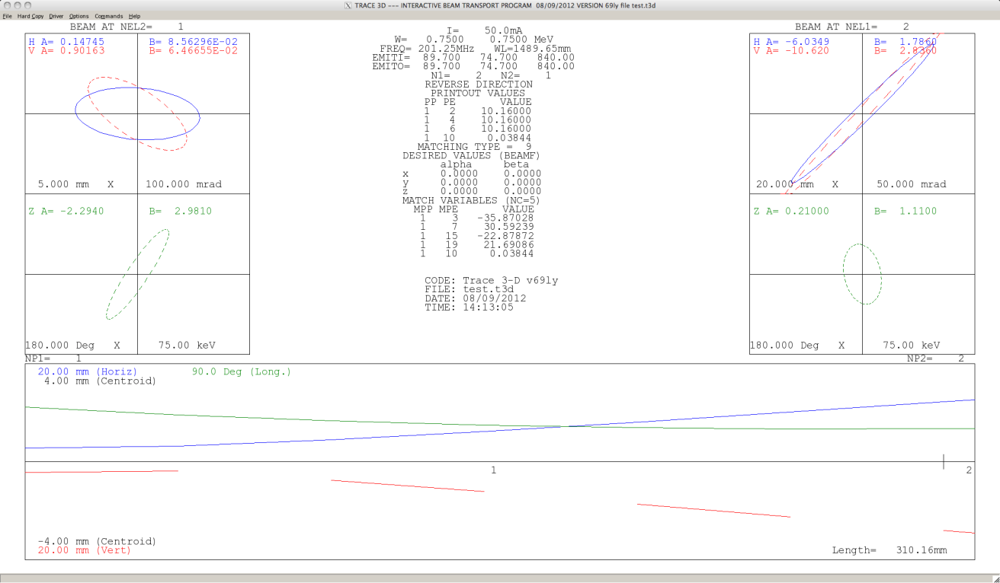 TRACE 3D --- INTERACTIVE BEAM TRANSPORT PROGRAM 08/09/2012 VERSION 69ly file test.t3d
File Hard Copy Driver Options Commands Help
BEAM AT NEL2= 1
H A= 0.14745 B= 8.56296E-02
V A= 0.90163 B= 6.46655E-02
5.000 mm X 100.000 mrad
Z A= -2.2940 B= 2.9810
180.000 Deg X 75.00 keV
NP1= 1
I= 50.0mA
W= 0.7500 0.7500 MeV
FREQ= 201.25MHz WL=1489.65mm
EMITI= 89.700 74.700 840.00
EMITO= 89.700 74.700 840.00
N1= 2 N2= 1
REVERSE DIRECTION
PRINTOUT VALUES
PP PE VALUE
1 2 10.16000
1 4 10.16000
1 6 10.16000
1 10 0.03844
MATCHING TYPE = 9
DESIRED VALUES (BEAMF)
alpha beta
x 0.0000 0.0000
y 0.0000 0.0000
z 0.0000 0.0000
MATCH VARIABLES (NC=5)
MPP MPE VALUE
1 3 -35.87028
1 7 30.59239
1 15 -22.87872
1 19 21.69086
1 10 0.03844
CODE: Trace 3-D v69ly
FILE: test.t3d
DATE: 08/09/2012
TIME: 14:13:05
BEAM AT NEL1= 2
H A= -6.0349 B= 1.7860
V A= -10.620 B= 2.8360
20.000 mm X 50.000 mrad
Z A= 0.21000 B= 1.1100
180.000 Deg X 75.00 keV
NP2= 2
20.00 mm (Horiz) 90.0 Deg (Long.)
4.00 mm (Centroid)
1 2
-4.00 mm (Centroid)
20.00 mm (Vert) Length= 310.16mm